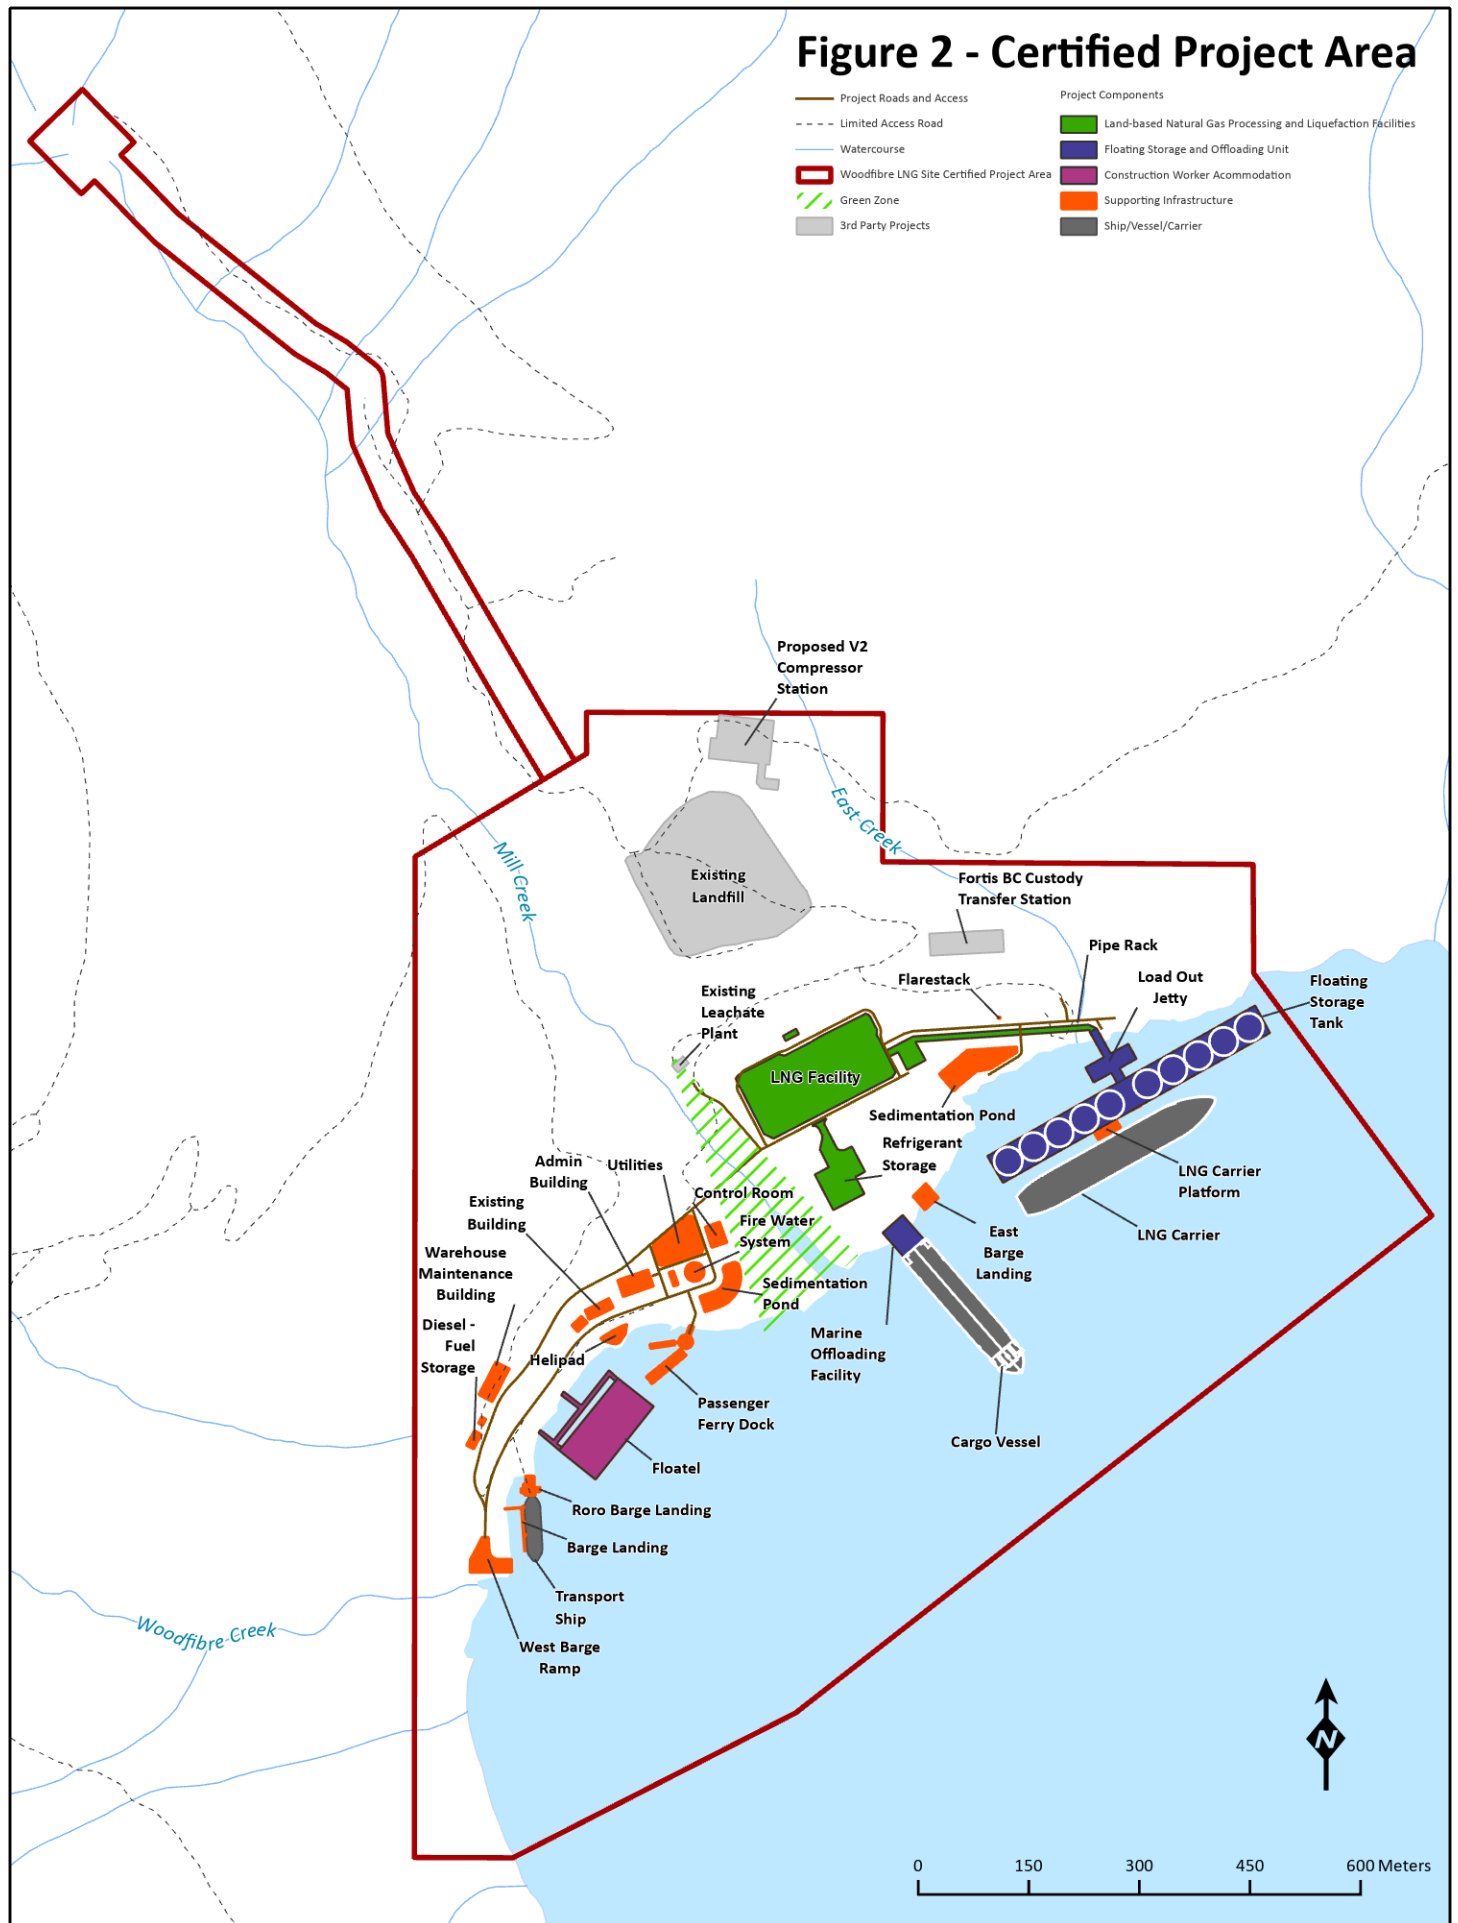 Figure 2 - Certified Project Area
Project Roads and Access
Limited Access Road
Watercourse
Woodfibre LNG Site Certified Project Area
Green Zone
3rd Party Projects
Project Components
Land-based Natural Gas Processing and Liquefaction Facilities
Floating Storage and Offloading Unit
Construction Worker Acommodation
Supporting Infrastructure
Ship/Vessel/Carrier
Proposed V2
Compressor
Station
East Creek
Mill Creek
Existing
Landfill
Fortis BC Custody
Transfer Station
Pipe Rack
Load Out
Jetty
Floating
Storage
Tank
Flarestack
Existing
Leachate
Plant
LNG Facility
Sedimentation Pond
Refrigerant
Storage
LNG Carrier
Platform
LNG Carrier
East
Barge
Landing
Admin
Building
Utilities
Control Room
Existing
Building
Fire Water
System
Warehouse
Maintenance
Building
Sedimentation
Pond
Diesel -
Fuel
Storage
Helipad
Marine
Offloading
Facility
Passenger
Ferry Dock
Cargo Vessel
Floatel
Roro Barge Landing
Barge Landing
Transport
Ship
Woodfibre Creek
West Barge
Ramp
N
0 150 300 450 600 Meters